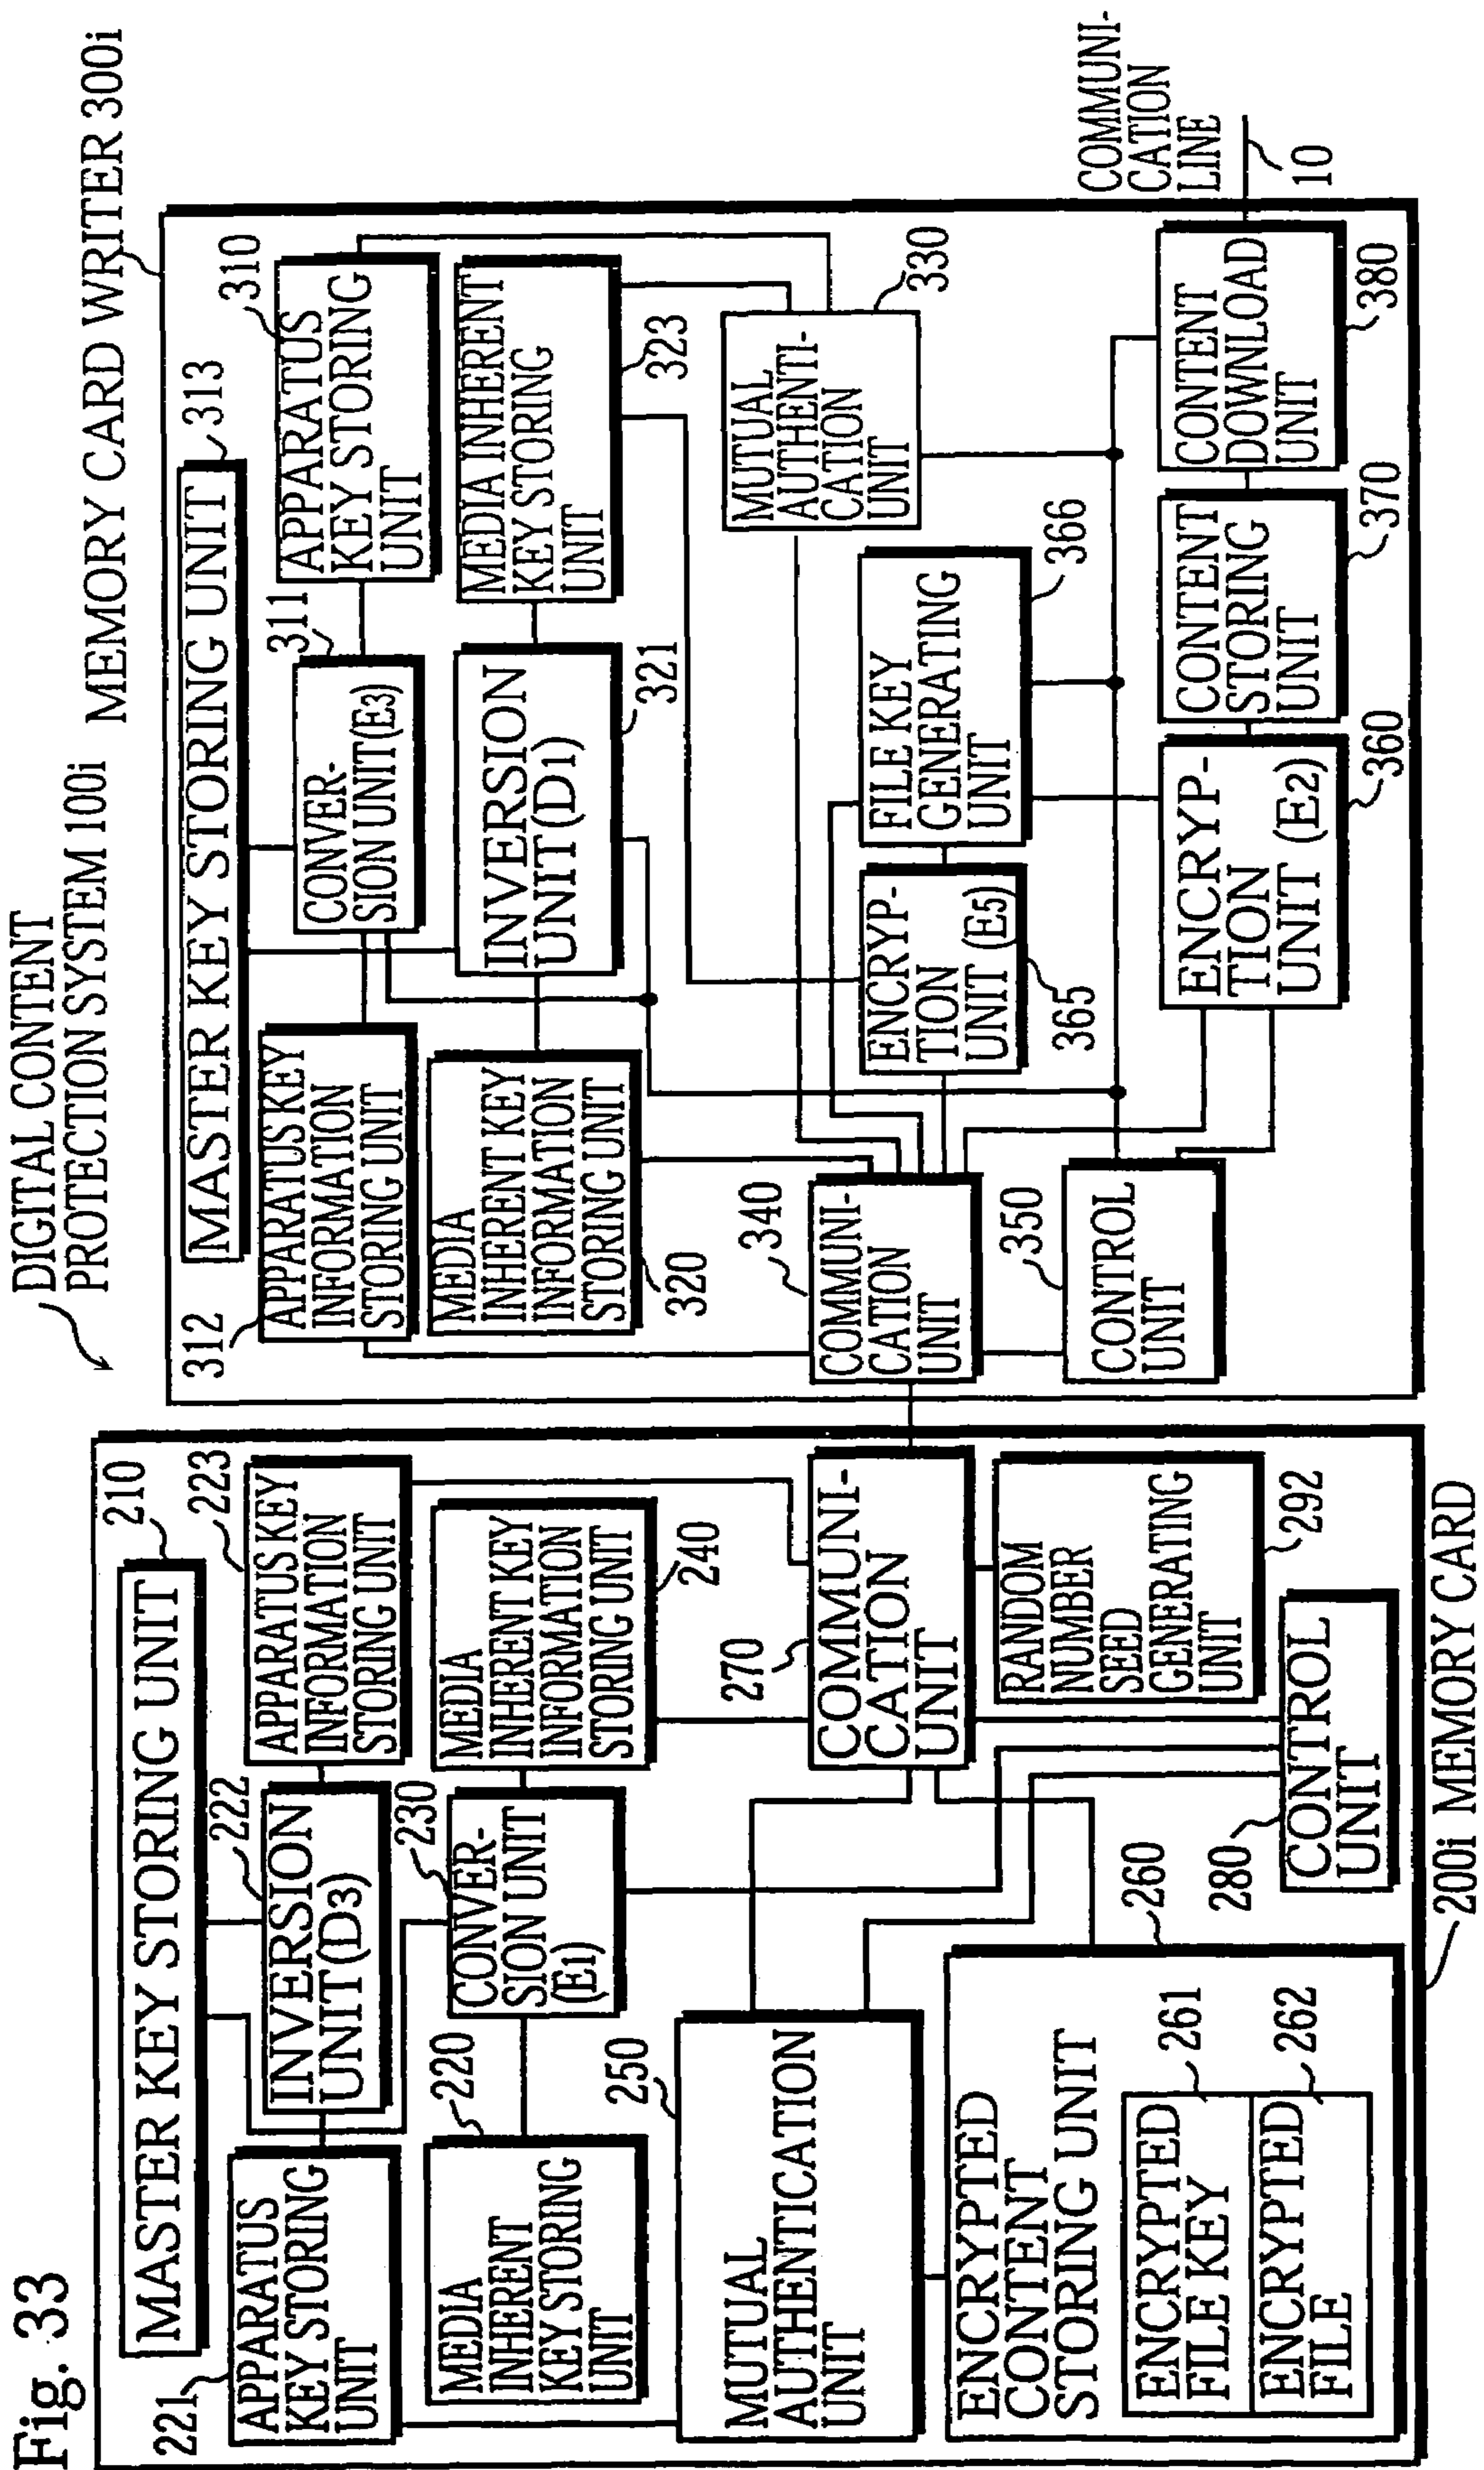 Fig. 33
DIGITAL CONTENT
PROTECTION SYSTEM 100i
MASTER KEY STORING UNIT
210
APPARATUS
KEY STORING
UNIT
221
INVERSION
UNIT(D3)
222
APPARATUS KEY
INFORMATION
STORING UNIT
223
MEDIA
INHERENT
KEY STORING
UNIT
220
CONVER-
SION UNIT
(E1)
230
MEDIA
INHERENT KEY
INFORMATION
STORING UNIT
240
MUTUAL
AUTHENTICATION
UNIT
250
COMMUNI-
CATION
UNIT
270
RANDOM
NUMBER
SEED
GENERATING
UNIT
292
ENCRYPTED
CONTENT
STORING UNIT
260
ENCRYPTED
FILE KEY
261
ENCRYPTED
FILE
262
CONTROL
UNIT
280
200i MEMORY CARD
MEMORY CARD WRITER 300i
MASTER KEY STORING UNIT
313
APPARATUS KEY
INFORMATION
STORING UNIT
312
CONVER-
SION UNIT(E3)
311
APPARATUS
KEY STORING
UNIT
310
MEDIA
INHERENT KEY
INFORMATION
STORING UNIT
320
INVERSION
UNIT(D1)
321
MEDIA INHERENT
KEY STORING
UNIT
323
MUTUAL
AUTHENTI-
CATION
UNIT
330
COMMUNI-
CATION
UNIT
340
ENCRYP-
TION
UNIT (E5)
365
FILE KEY
GENERATING
UNIT
366
CONTROL
UNIT
350
ENCRYP-
TION
UNIT (E2)
360
CONTENT
STORING
UNIT
370
CONTENT
DOWNLOAD
UNIT
380
COMMUNI-
CATION
LINE
10